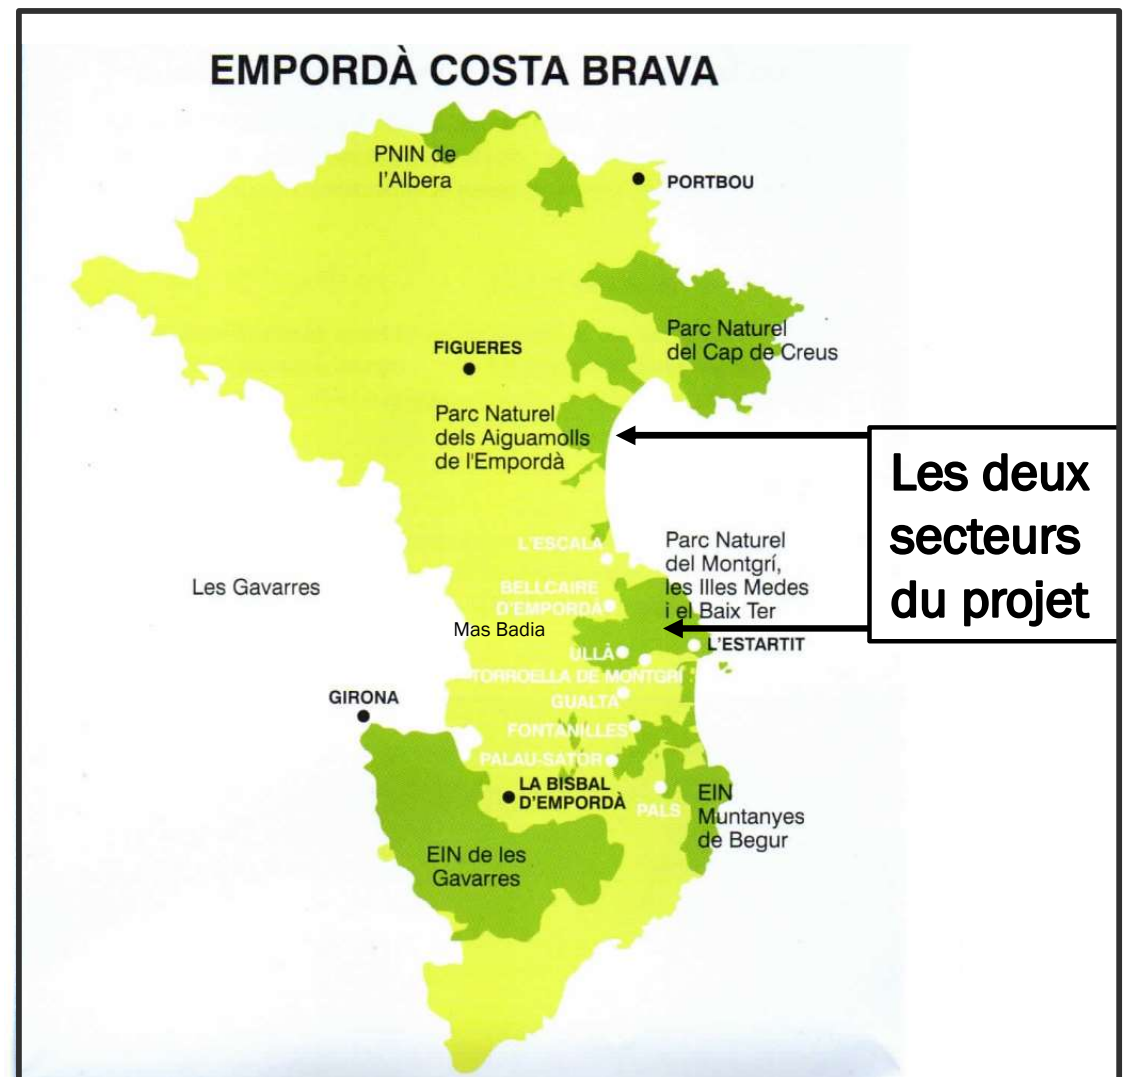 EMPORDÀ COSTA BRAVA
PNIN de
l'Albera
PORTBOU
Parc Naturel
del Cap de Creus
FIGUERES
Parc Naturel
dels Aiguamolls
de l'Empordà
Les deux
secteurs
du projet
L'ESCALA
Parc Naturel
del Montgrí,
les Illes Medes
i el Baix Ter
Les Gavarres
BELLCAIRE
D'EMPORDÀ
Mas Badia
L'ESTARTIT
ULLÀ
TORROELLA DE MONTGRÍ
GUALTA
GIRONA
FONTANILLES
PALAU-SATOR
LA BISBAL
D'EMPORDÀ
PALS
EIN
Muntanyes
de Begur
EIN de les
Gavarres